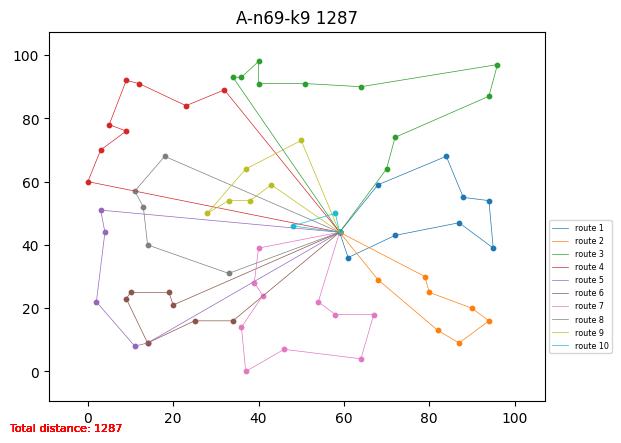 A-n69-k9 1287
100
80
60
40
20
0
0 20 40 60 80 100
route 1
route 2
route 3
route 4
route 5
route 6
route 7
route 8
route 9
route 10
Total distance: 1287